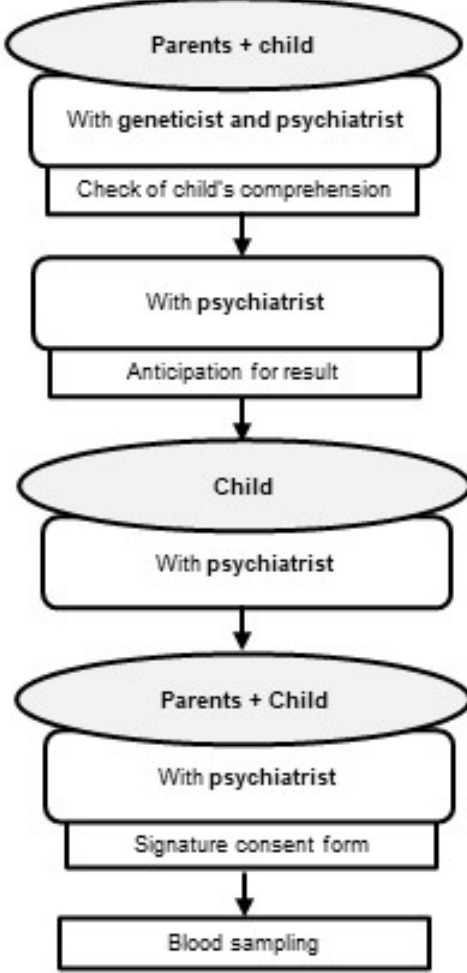 Parents + child
With geneticist and psychiatrist
Check of child's comprehension
With psychiatrist
Anticipation for result
Child
With psychiatrist
Parents + Child
With psychiatrist
Signature consent form
Blood sampling